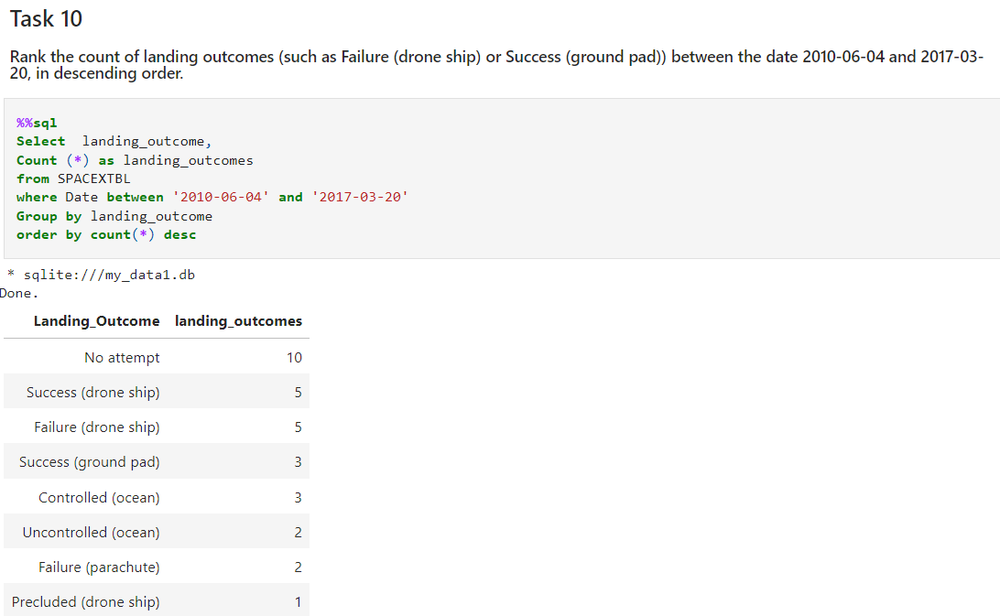 Task 10
Rank the count of landing outcomes (such as Failure (drone ship) or Success (ground pad)) between the date 2010-06-04 and 2017-03-
20, in descending order.
%%sql
Select  landing_outcome,
Count (*) as landing_outcomes
from SPACEXTBL
where Date between '2010-06-04' and '2017-03-20'
Group by landing_outcome
order by count(*) desc
* sqlite:///my_data1.db
Done.
Landing_Outcome landing_outcomes
No attempt 10
Success (drone ship) 5
Failure (drone ship) 5
Success (ground pad) 3
Controlled (ocean) 3
Uncontrolled (ocean) 2
Failure (parachute) 2
Precluded (drone ship) 1